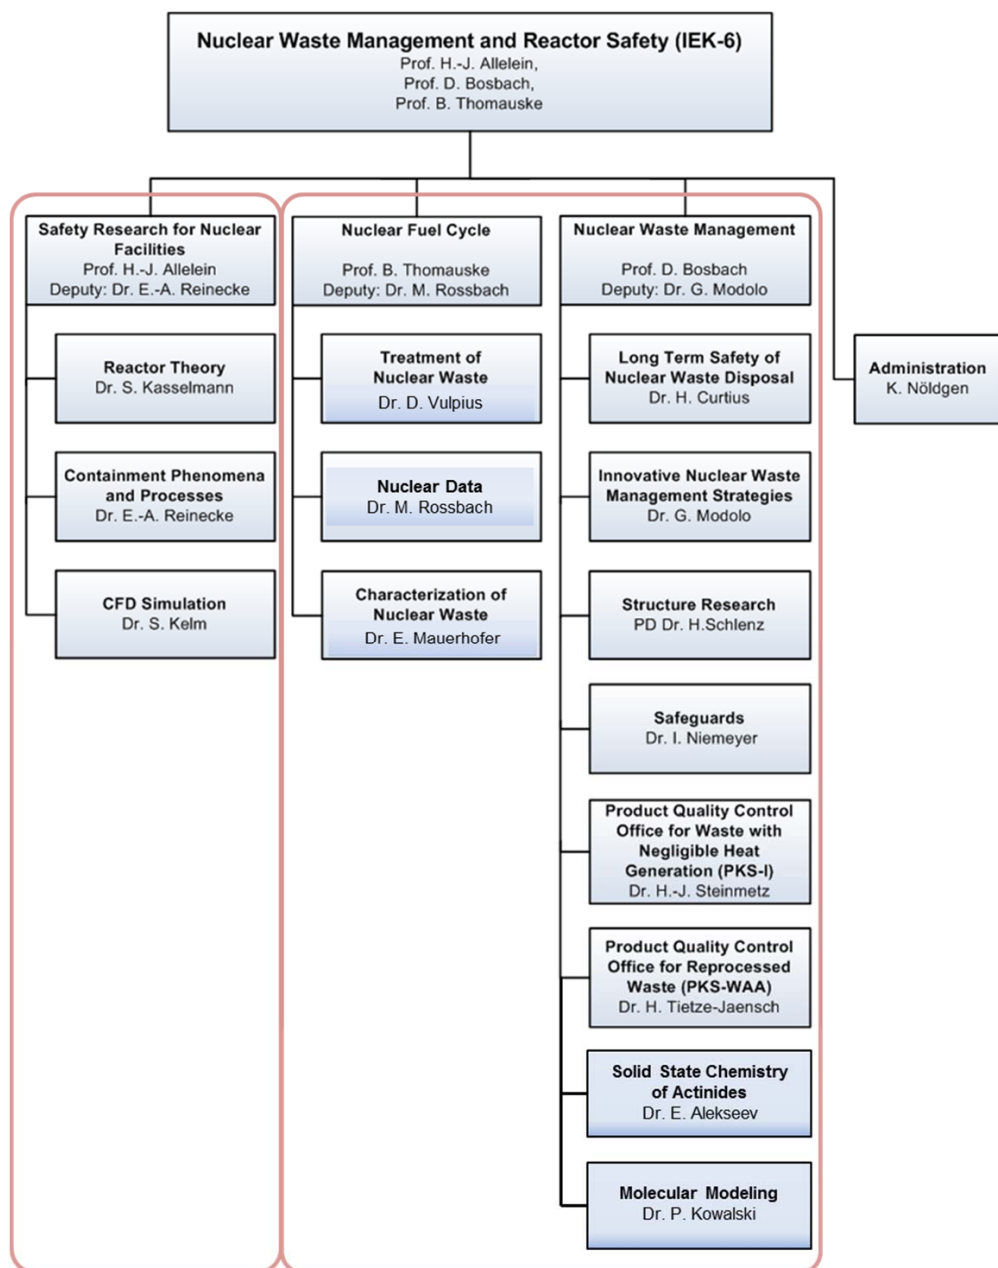 Nuclear Waste Management and Reactor Safety (IEK-6)
Prof. H.-J. Allelein,
Prof. D. Bosbach,
Prof. B. Thomauske
Safety Research for Nuclear
Facilities
Prof. H.-J. Allelein
Deputy: Dr. E.-A. Reinecke
Reactor Theory
Dr. S. Kasselmann
Containment Phenomena
and Processes
Dr. E.-A. Reinecke
CFD Simulation
Dr. S. Kelm
Nuclear Fuel Cycle
Prof. B. Thomauske
Deputy: Dr. M. Rossbach
Treatment of
Nuclear Waste
Dr. D. Vulpius
Nuclear Data
Dr. M. Rossbach
Characterization of
Nuclear Waste
Dr. E. Mauerhofer
Nuclear Waste Management
Prof. D. Bosbach
Deputy: Dr. G. Modolo
Long Term Safety of
Nuclear Waste Disposal
Dr. H. Curtius
Innovative Nuclear Waste
Management Strategies
Dr. G. Modolo
Structure Research
PD Dr. H.Schlenz
Safeguards
Dr. I. Niemeyer
Product Quality Control
Office for Waste with
Negligible Heat
Generation (PKS-I)
Dr. H.-J. Steinmetz
Product Quality Control
Office for Reprocessed
Waste (PKS-WAA)
Dr. H. Tietze-Jaensch
Solid State Chemistry
of Actinides
Dr. E. Alekseev
Molecular Modeling
Dr. P. Kowalski
Administration
K. Nöldgen